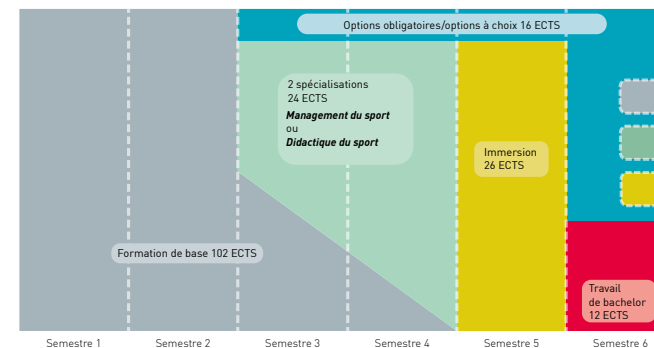 Options obligatoires/options à choix 16 ECTS
2 spécialisations
24 ECTS
Management du sport
ou
Didactique du sport
Immersion
26 ECTS
Formation de base 102 ECTS
Travail
de bachelor
12 ECTS
Semestre 1
Semestre 2
Semestre 3
Semestre 4
Semestre 5
Semestre 6